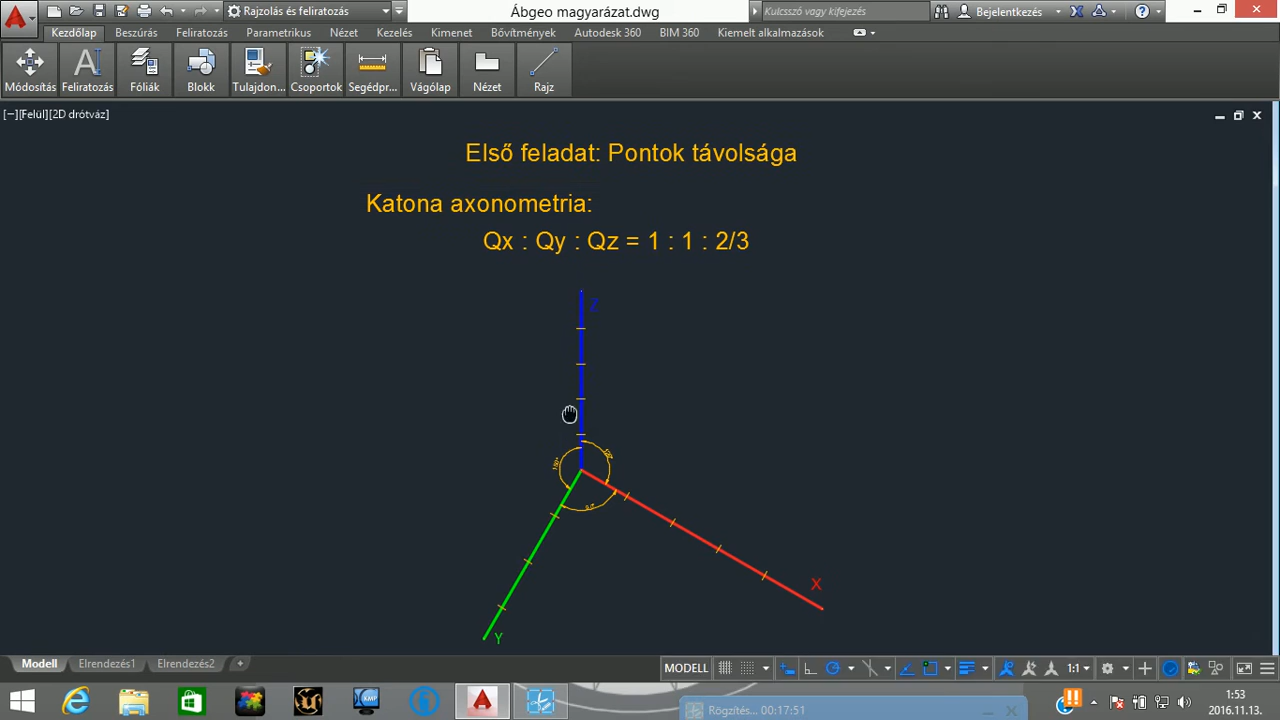 Rajzolás és feliratozás
Ábgeo magyarázat.dwg
Kulcsszó vagy kifejezés
Bejelentkezés
Kezdőlap Beszúrás Feliratozás Parametrikus Nézet Kezelés Kimenet Bővítmények Autodesk 360 BIM 360 Kiemelt alkalmazások
Módosítás Feliratozás Fóliák Blokk Tulajdon... Csoportok Segédpr... Vágólap Nézet Rajz
[−][Felül][2D drótváz]
Első feladat: Pontok távolsága
Katona axonometria:
Qx : Qy : Qz = 1 : 1 : 2/3
Z
120°
150°
X
Y
Modell Elrendezés1 Elrendezés2 +
MODELL 1:1
KMP
Rögzítés... 00:17:51
1:53
2016.11.13.